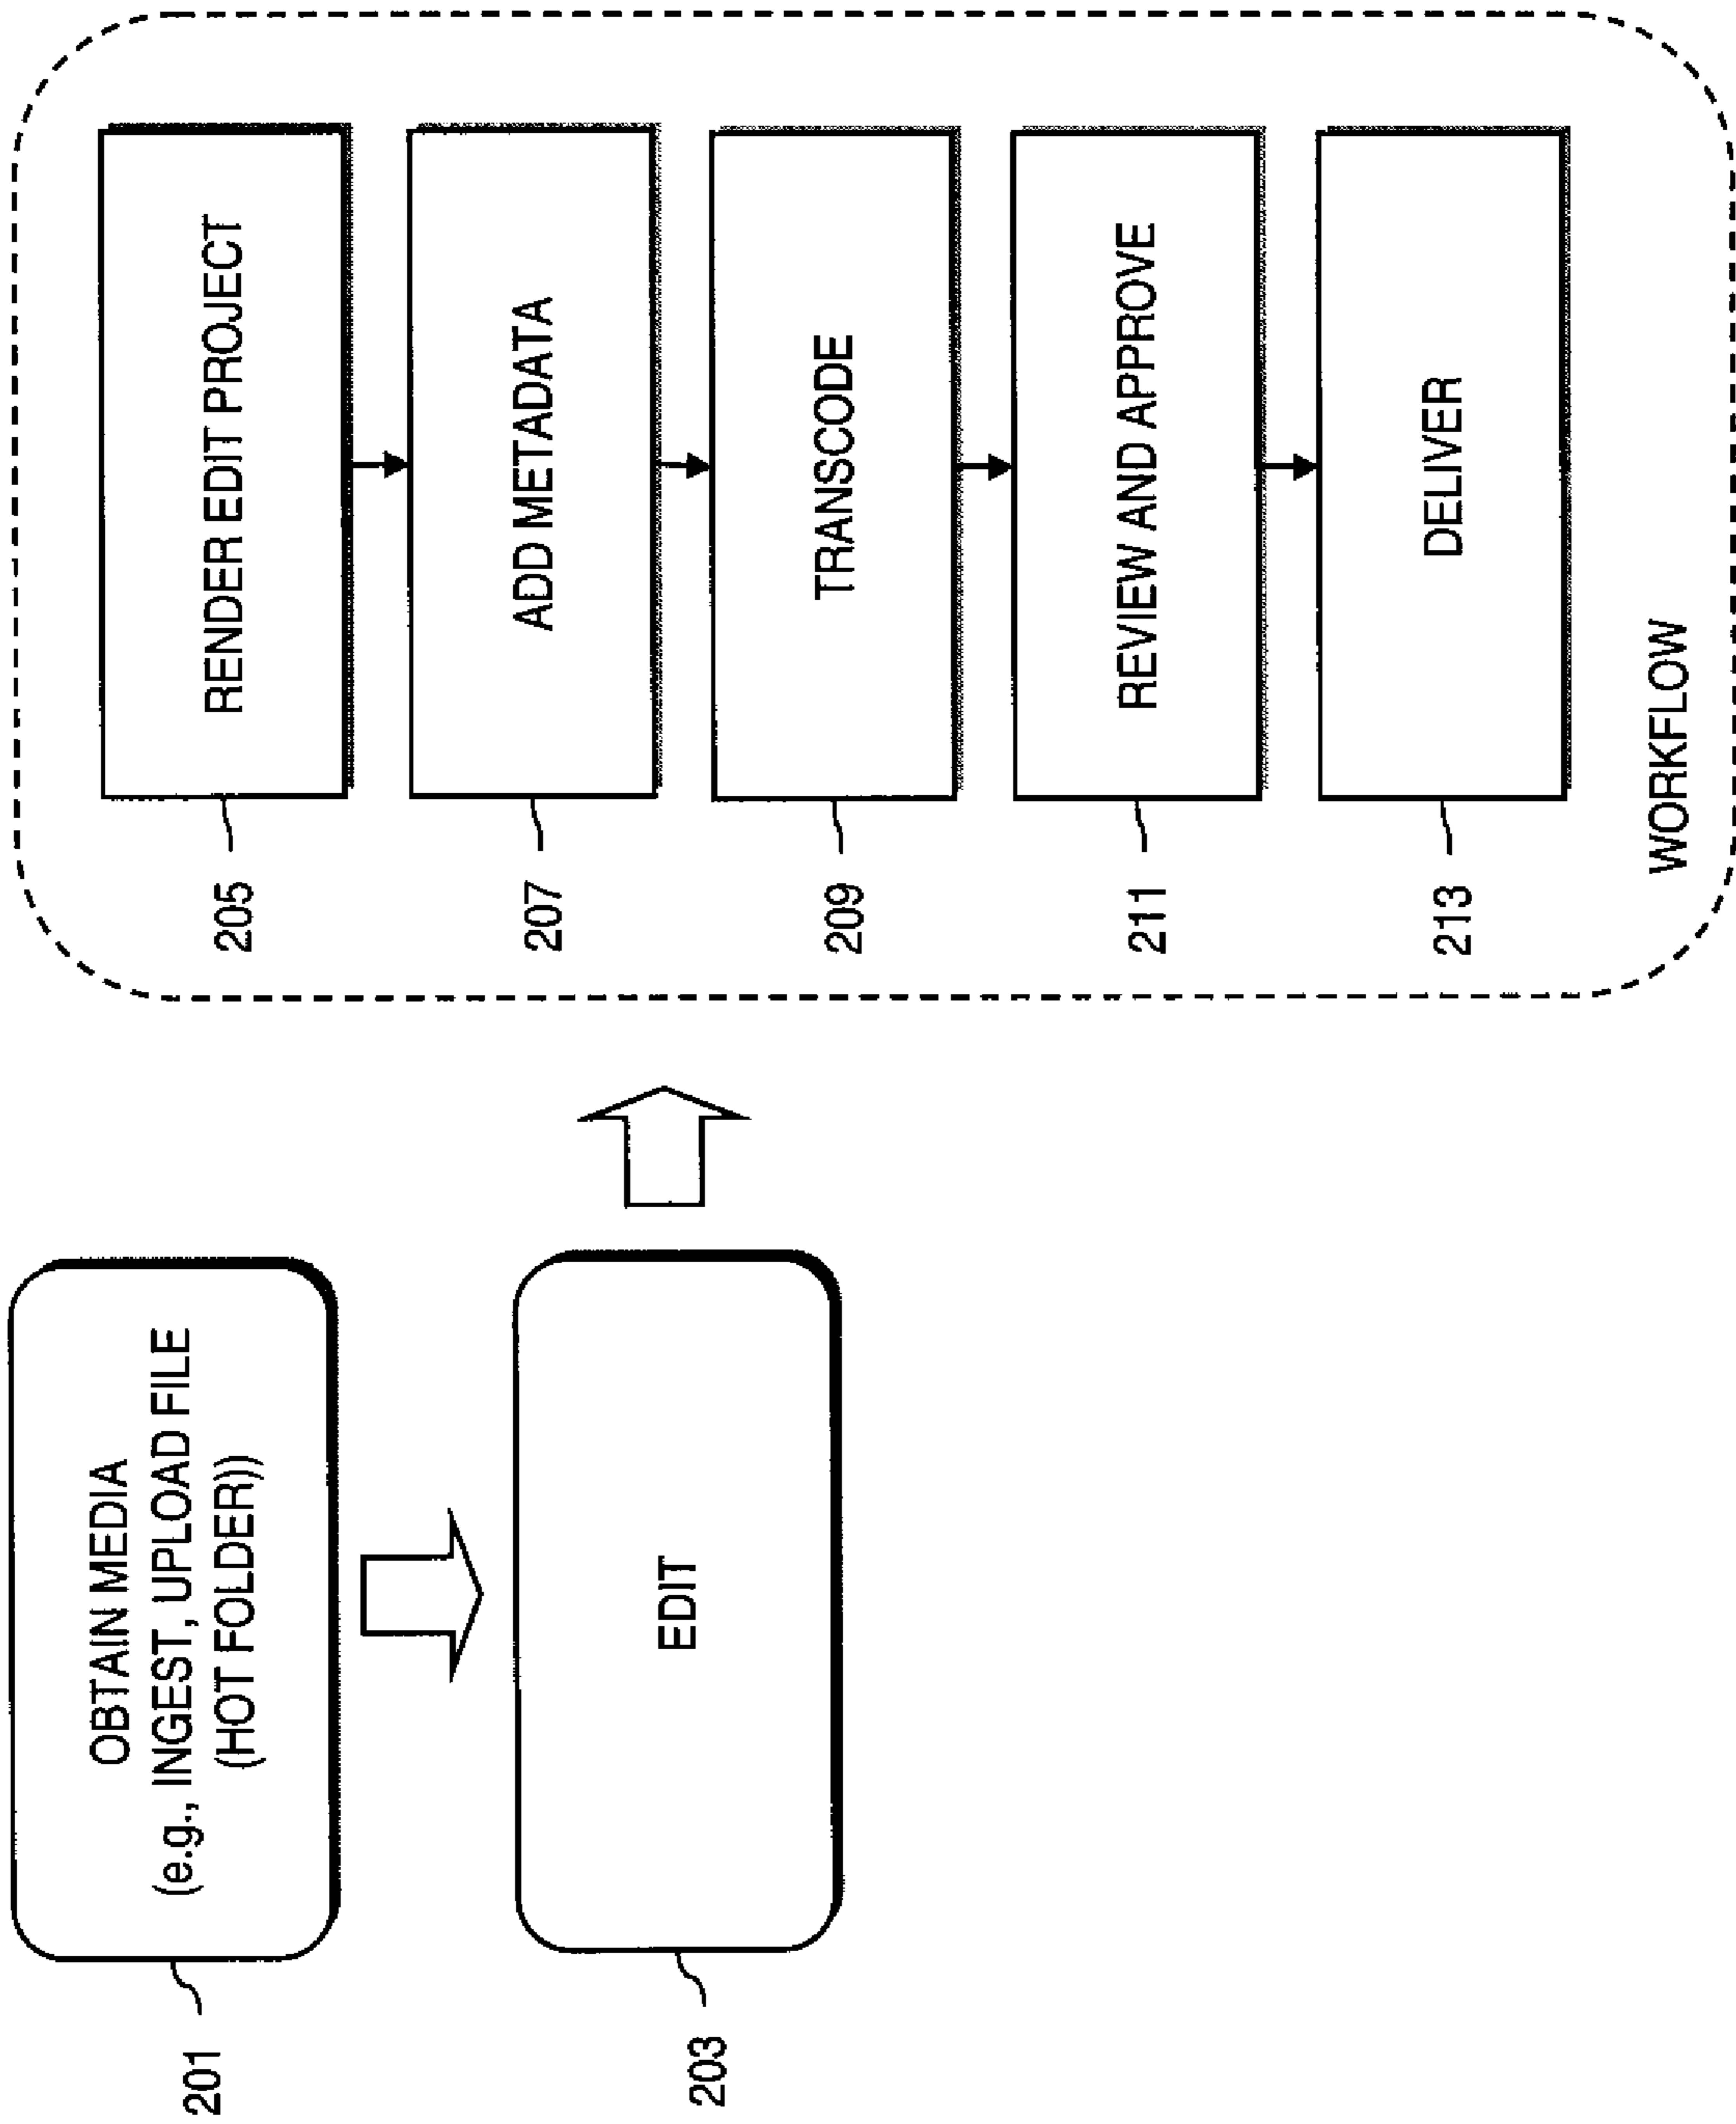 201
OBTAIN MEDIA
(e.g., INGEST, UPLOAD FILE
(HOT FOLDER))
203
EDIT
205
RENDER EDIT PROJECT
207
ADD METADATA
209
TRANSCODE
211
REVIEW AND APPROVE
213
DELIVER
WORKFLOW